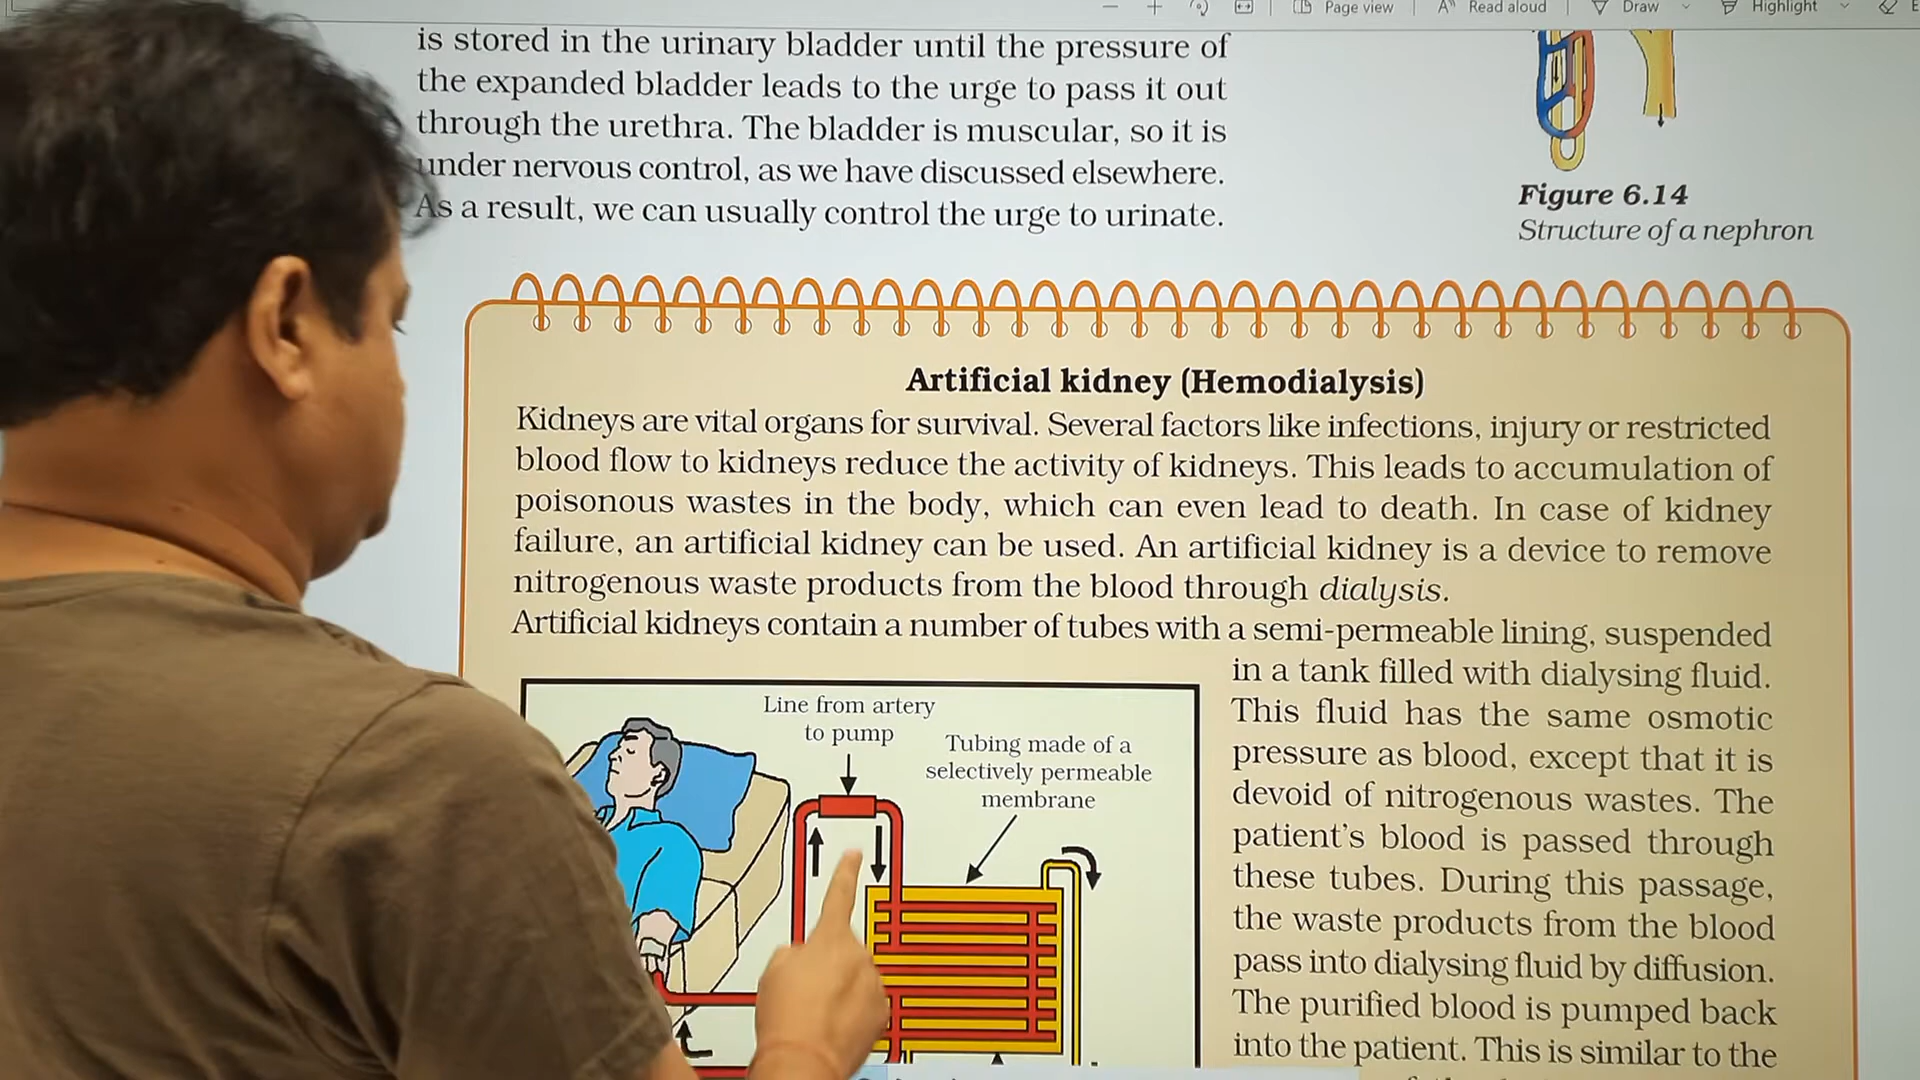 Page view
Read aloud
Draw
Highlight
is stored in the urinary bladder until the pressure of
the expanded bladder leads to the urge to pass it out
through the urethra. The bladder is muscular, so it is
under nervous control, as we have discussed elsewhere.
As a result, we can usually control the urge to urinate.
Figure 6.14
Structure of a nephron
Artificial kidney (Hemodialysis)
Kidneys are vital organs for survival. Several factors like infections, injury or restricted
blood flow to kidneys reduce the activity of kidneys. This leads to accumulation of
poisonous wastes in the body, which can even lead to death. In case of kidney
failure, an artificial kidney can be used. An artificial kidney is a device to remove
nitrogenous waste products from the blood through dialysis.
Artificial kidneys contain a number of tubes with a semi-permeable lining, suspended
in a tank filled with dialysing fluid.
This fluid has the same osmotic
pressure as blood, except that it is
devoid of nitrogenous wastes. The
patient's blood is passed through
these tubes. During this passage,
the waste products from the blood
pass into dialysing fluid by diffusion.
The purified blood is pumped back
into the patient. This is similar to the
Line from artery
to pump
Tubing made of a
selectively permeable
membrane